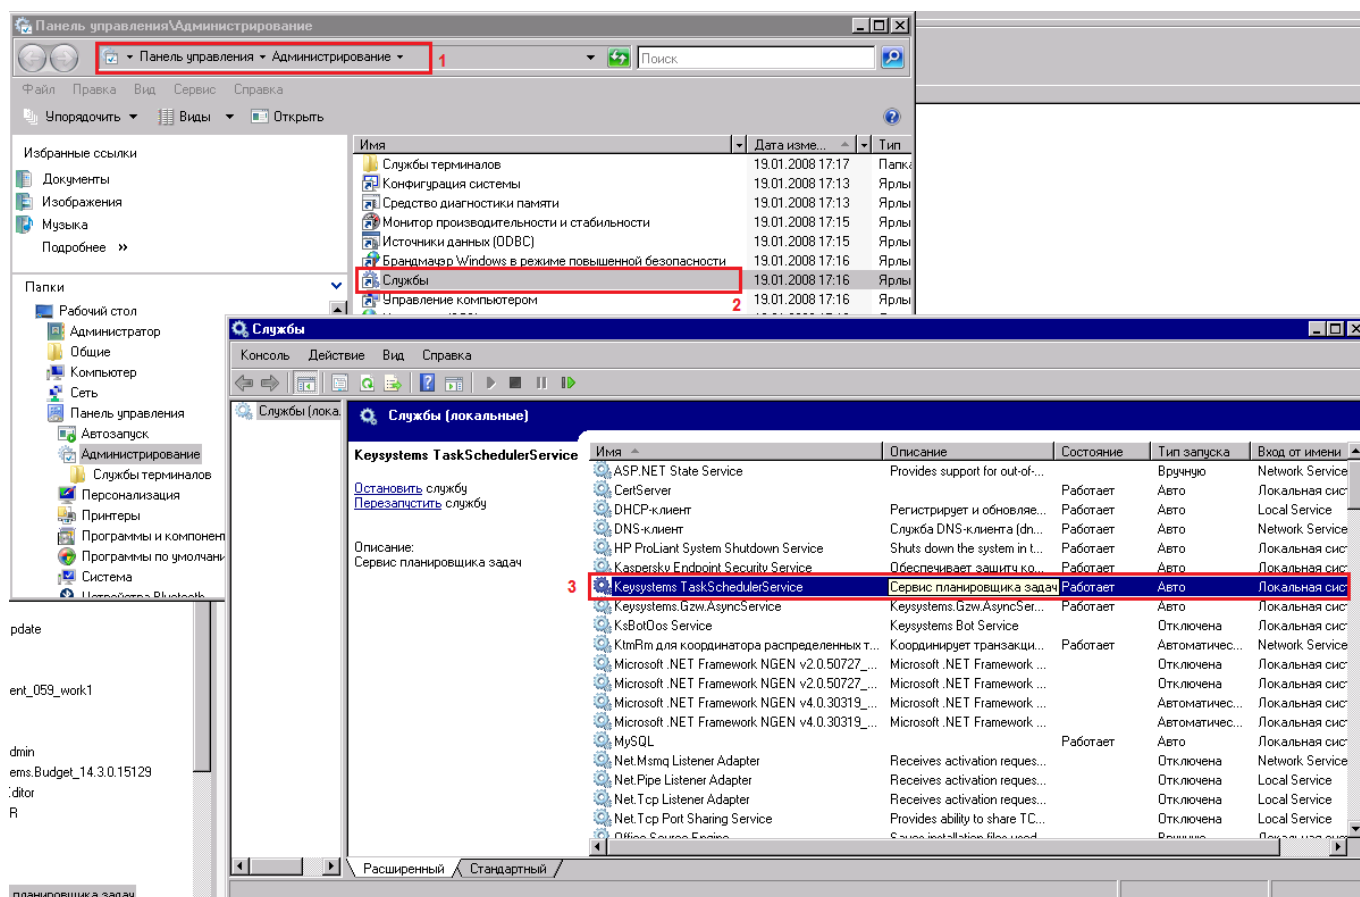 Панель управления\Администрирование
Панель управления Администрирование
1
Поиск
Файл Правка Вид Сервис Справка
Упорядочить Виды Открыть
Избранные ссылки
Документы
Изображения
Музыка
Подробнее »
Папки
Рабочий стол
Администратор
Общие
Компьютер
Сеть
Панель управления
Автозапуск
Администрирование
Службы терминалов
Персонализация
Принтеры
Программы и компонен
Программы по умолчани
Система
Устройства Bluetooth
Имя Дата изме... Тип
Службы терминалов 19.01.2008 17:17 Папка
Конфигурация системы 19.01.2008 17:13 Ярлы
Средство диагностики памяти 19.01.2008 17:13 Ярлы
Монитор производительности и стабильности 19.01.2008 17:15 Ярлы
Источники данных (ODBC) 19.01.2008 17:15 Ярлы
Брандмауэр Windows в режиме повышенной безопасности 19.01.2008 17:16 Ярлы
Службы 19.01.2008 17:16 Ярлы
Управление компьютером 19.01.2008 17:16 Ярлы
2
pdate
ent_059_work1
dmin
ems.Budget_14.3.0.15129
ditor
R
планировщика задач
Службы
Консоль Действие Вид Справка
Службы (лока
Службы (локальные)
Keysystems TaskSchedulerService
Остановить службу
Перезапустить службу
Описание:
Сервис планировщика задач
Имя Описание Состояние Тип запуска Вход от имени
ASP.NET State Service Provides support for out-of-... Вручную Network Service
CertServer Работает Авто Локальная сис
DHCP-клиент Регистрирует и обновляе... Работает Авто Local Service
DNS-клиент Служба DNS-клиента (dn... Работает Авто Network Service
HP ProLiant System Shutdown Service Shuts down the system in t... Работает Авто Локальная сис
Kaspersky Endpoint Security Service Обеспечивает защиту ко... Работает Авто Локальная сис
3
Keysystems TaskSchedulerService Сервис планировщика задач Работает Авто Локальная сис
Keysystems.Gzw.AsyncService Keysystems.Gzw.AsyncSer... Работает Авто Локальная сис
KsBotOos Service Keysystems Bot Service Отключена Локальная сис
KtmRm для координатора распределенных т... Координирует транзакци... Работает Автоматичес... Network Service
Microsoft .NET Framework NGEN v2.0.50727_... Microsoft .NET Framework ... Отключена Локальная сис
Microsoft .NET Framework NGEN v2.0.50727_... Microsoft .NET Framework ... Отключена Локальная сис
Microsoft .NET Framework NGEN v4.0.30319_... Microsoft .NET Framework ... Автоматичес... Локальная сис
Microsoft .NET Framework NGEN v4.0.30319_... Microsoft .NET Framework ... Автоматичес... Локальная сис
MySQL Работает Авто Локальная сис
Net.Msmq Listener Adapter Receives activation reques... Отключена Network Service
Net.Pipe Listener Adapter Receives activation reques... Отключена Local Service
Net.Tcp Listener Adapter Receives activation reques... Отключена Local Service
Net.Tcp Port Sharing Service Provides ability to share TC... Отключена Local Service
Office Source Engine Saves installation files used Вручную Локальная сис
Расширенный Стандартный